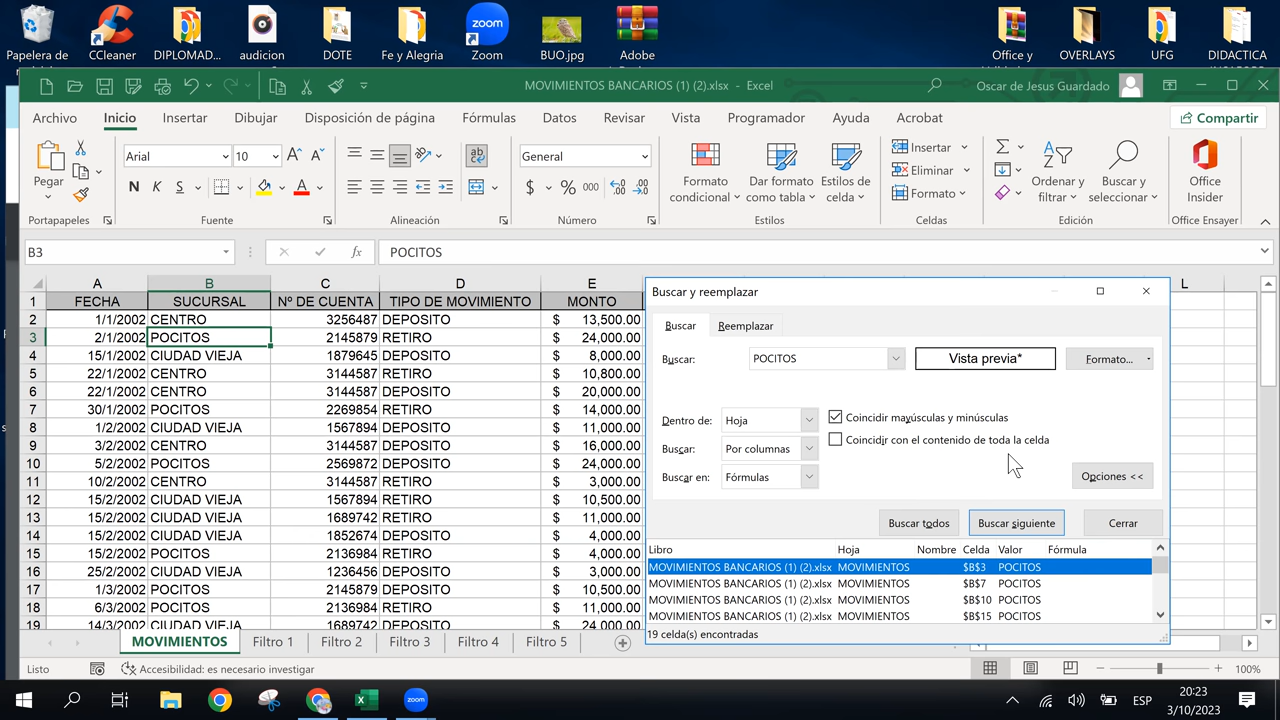 Papelera de
CCleaner
DIPLOMAD...
audicion
DOTE
Fe y Alegria
zoom
Zoom
BUO.jpg
Adobe
Office y
OVERLAYS
UFG
DIDACTICA
MOVIMIENTOS BANCARIOS (1) (2).xlsx - Excel
Oscar de Jesus Guardado
Archivo Inicio Insertar Dibujar Disposición de página Fórmulas Datos Revisar Vista Programador Ayuda Acrobat
Compartir
Pegar
Portapapeles
Arial 10
N K S
Fuente
ab
Alineación
General
$ % 000
Número
Formato condicional
Dar formato como tabla
Estilos de celda
Estilos
Insertar
Eliminar
Formato
Celdas
Ordenar y filtrar
Buscar y seleccionar
Edición
Office Insider
Office Ensayer
B3 fx POCITOS
A B C D E L
1 FECHA SUCURSAL Nº DE CUENTA TIPO DE MOVIMIENTO MONTO
2 1/1/2002 CENTRO 3256487 DEPOSITO $ 13,500.00
3 2/1/2002 POCITOS 2145879 RETIRO $ 24,000.00
4 15/1/2002 CIUDAD VIEJA 1879645 DEPOSITO $ 8,000.00
5 22/1/2002 CENTRO 3144587 RETIRO $ 10,800.00
6 22/1/2002 CENTRO 3144587 DEPOSITO $ 20,000.00
7 30/1/2002 POCITOS 2269854 RETIRO $ 14,000.00
8 1/2/2002 CIUDAD VIEJA 1567894 DEPOSITO $ 11,000.00
9 3/2/2002 CENTRO 3144587 DEPOSITO $ 16,000.00
10 5/2/2002 POCITOS 2569872 DEPOSITO $ 24,000.00
11 10/2/2002 CENTRO 3144587 DEPOSITO $ 3,000.00
12 15/2/2002 CIUDAD VIEJA 1567894 RETIRO $ 10,500.00
13 15/2/2002 CIUDAD VIEJA 1689742 RETIRO $ 11,000.00
14 15/2/2002 CIUDAD VIEJA 1852674 DEPOSITO $ 4,000.00
15 15/2/2002 POCITOS 2136984 RETIRO $ 4,000.00
16 25/2/2002 CIUDAD VIEJA 1236456 DEPOSITO $ 3,000.00
17 1/3/2002 POCITOS 2145879 RETIRO $ 10,500.00
18 6/3/2002 POCITOS 2136984 RETIRO $ 11,000.00
19 14/3/2002 CIUDAD VIEJA 1689742 DEPOSITO $ 24,000.00
Buscar y reemplazar
Buscar Reemplazar
Buscar: POCITOS Vista previa* Formato...
Dentro de: Hoja
Coincidir mayúsculas y minúsculas
Buscar: Por columnas
Coincidir con el contenido de toda la celda
Buscar en: Fórmulas
Opciones <<
Buscar todos Buscar siguiente Cerrar
Libro Hoja Nombre Celda Valor Fórmula
MOVIMIENTOS BANCARIOS (1) (2).xlsx MOVIMIENTOS $B$3 POCITOS
MOVIMIENTOS BANCARIOS (1) (2).xlsx MOVIMIENTOS $B$7 POCITOS
MOVIMIENTOS BANCARIOS (1) (2).xlsx MOVIMIENTOS $B$10 POCITOS
MOVIMIENTOS BANCARIOS (1) (2).xlsx MOVIMIENTOS $B$15 POCITOS
19 celda(s) encontradas
MOVIMIENTOS Filtro 1 Filtro 2 Filtro 3 Filtro 4 Filtro 5
Listo Accesibilidad: es necesario investigar 100%
zoom
ESP
20:23
3/10/2023